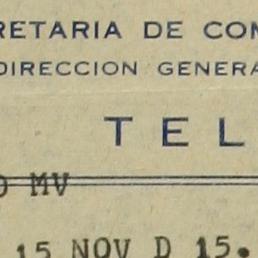 RETARIA DE COM
DIRECCION GENERA
TEL
O MV
15 NOV D 15.